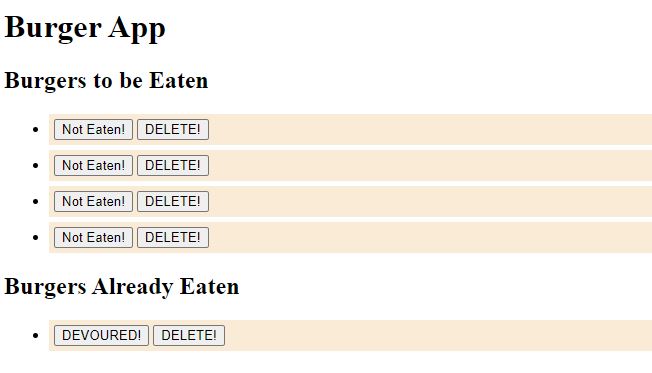 Burger App
Burgers to be Eaten
Not Eaten! DELETE!
Not Eaten! DELETE!
Not Eaten! DELETE!
Not Eaten! DELETE!
Burgers Already Eaten
DEVOURED! DELETE!